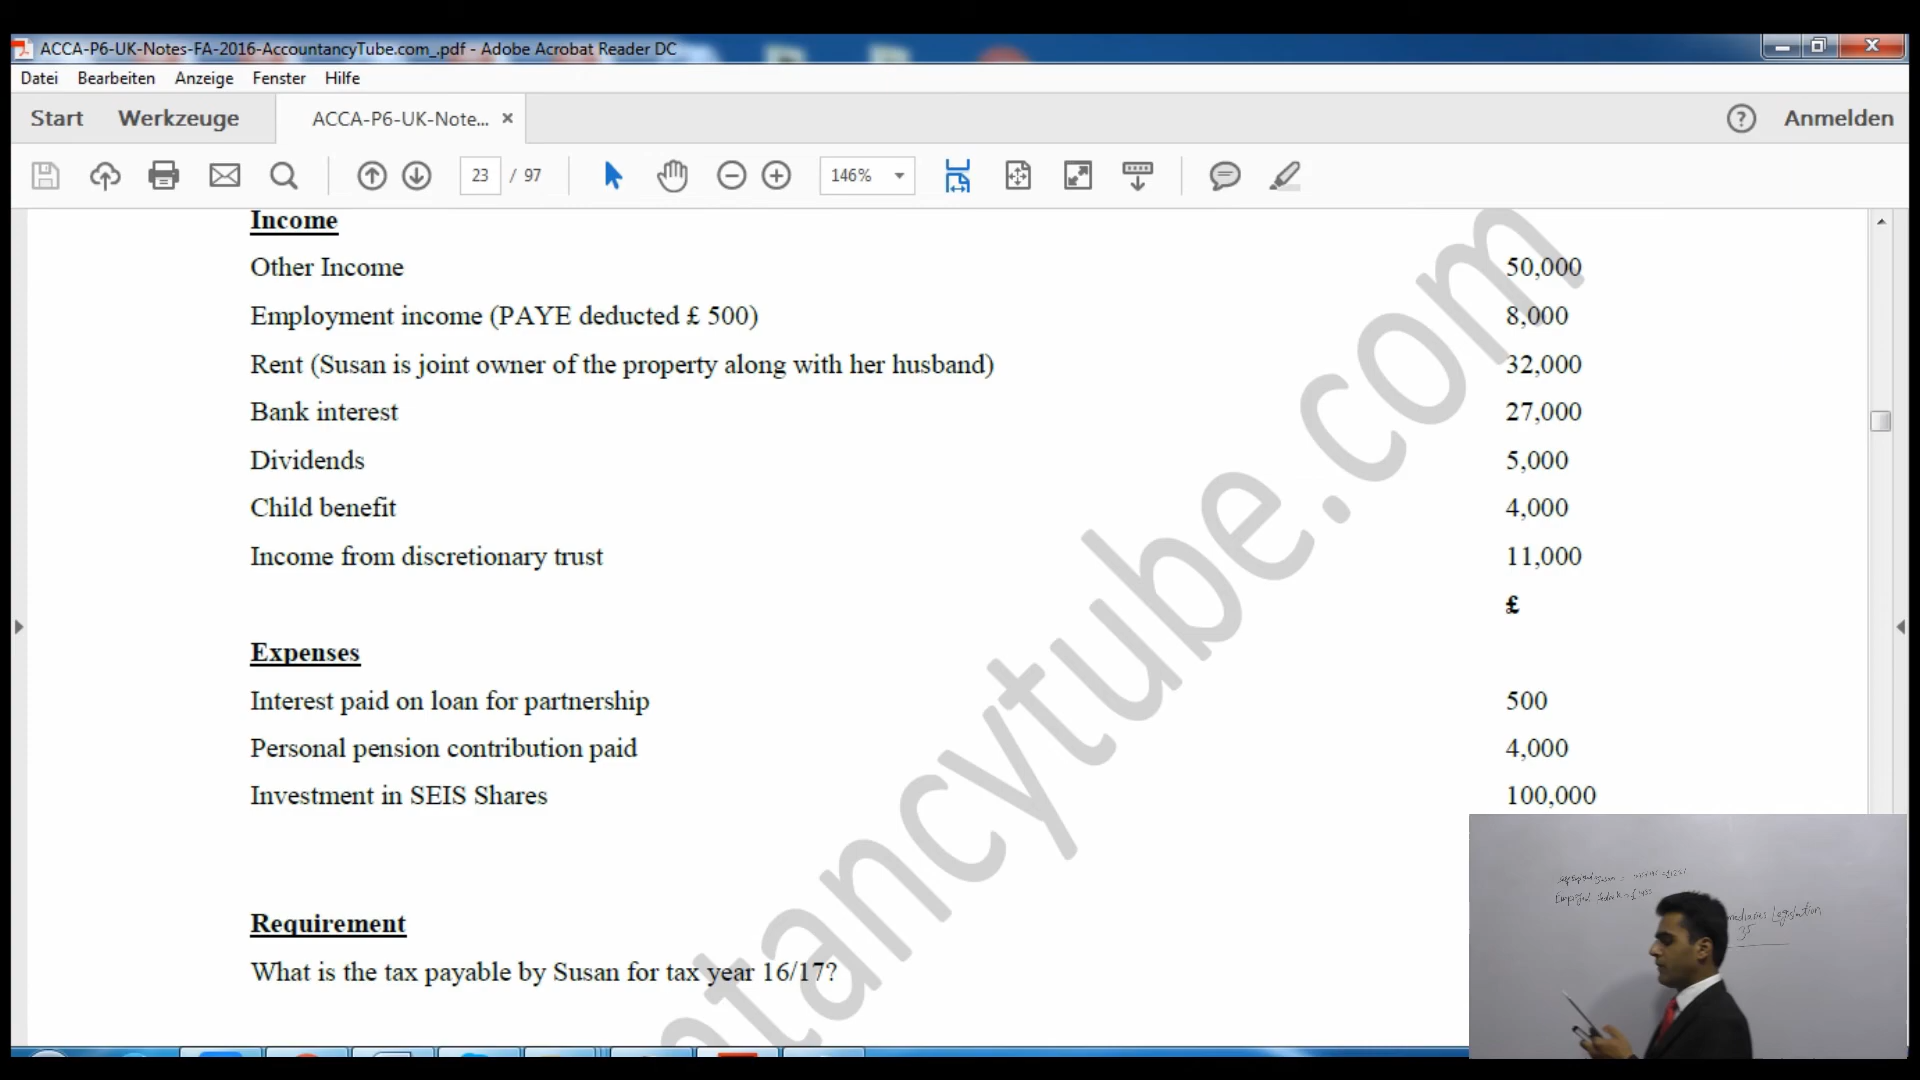 ACCA-P6-UK-Notes-FA-2016-AccountancyTube.com_.pdf - Adobe Acrobat Reader DC
Datei Bearbeiten Anzeige Fenster Hilfe
Start Werkzeuge ACCA-P6-UK-Note... Anmelden
23 / 97 146%
Income
Other Income 50,000
Employment income (PAYE deducted £ 500) 8,000
Rent (Susan is joint owner of the property along with her husband) 32,000
Bank interest 27,000
Dividends 5,000
Child benefit 4,000
Income from discretionary trust 11,000
£
Expenses
Interest paid on loan for partnership 500
Personal pension contribution paid 4,000
Investment in SEIS Shares 100,000
Requirement
What is the tax payable by Susan for tax year 16/17?
ntancytube.com
Legislation
35